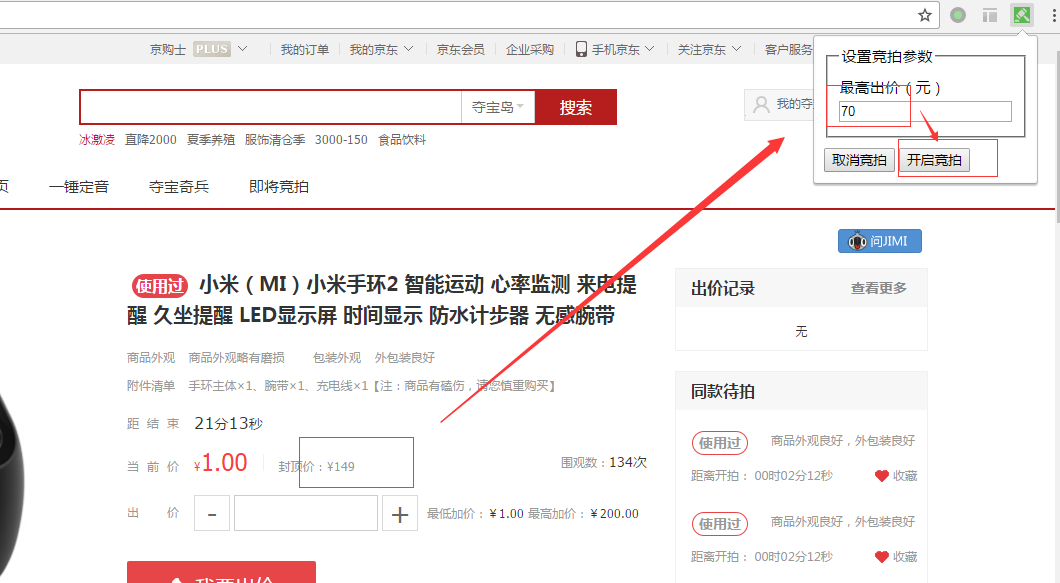 京购士 PLUS 我的订单 我的京东 京东会员 企业采购 手机京东 关注京东 客户服务
设置竞拍参数
最高出价（元）
70
取消竞拍 开启竞拍
夺宝岛 搜索
我的夺
冰激凌 直降2000 夏季养殖 服饰清仓季 3000-150 食品饮料
页 一锤定音 夺宝奇兵 即将竞拍
问JIMI
使用过 小米（MI）小米手环2 智能运动 心率监测 来电提
醒 久坐提醒 LED显示屏 时间显示 防水计步器 无感腕带
商品外观 商品外观略有磨损 包装外观 外包装良好
附件清单 手环主体×1、腕带×1、充电线×1【注：商品有磕伤，请您慎重购买】
距结束 21分13秒
当前价 ¥1.00 封顶价：¥149 围观数：134次
出价 - + 最低加价：¥1.00 最高加价：¥200.00
我要出价
出价记录 查看更多
无
同款待拍
使用过 商品外观良好，外包装良好
距离开拍： 00时02分12秒 收藏
使用过 商品外观良好，外包装良好
距离开拍： 00时02分12秒 收藏